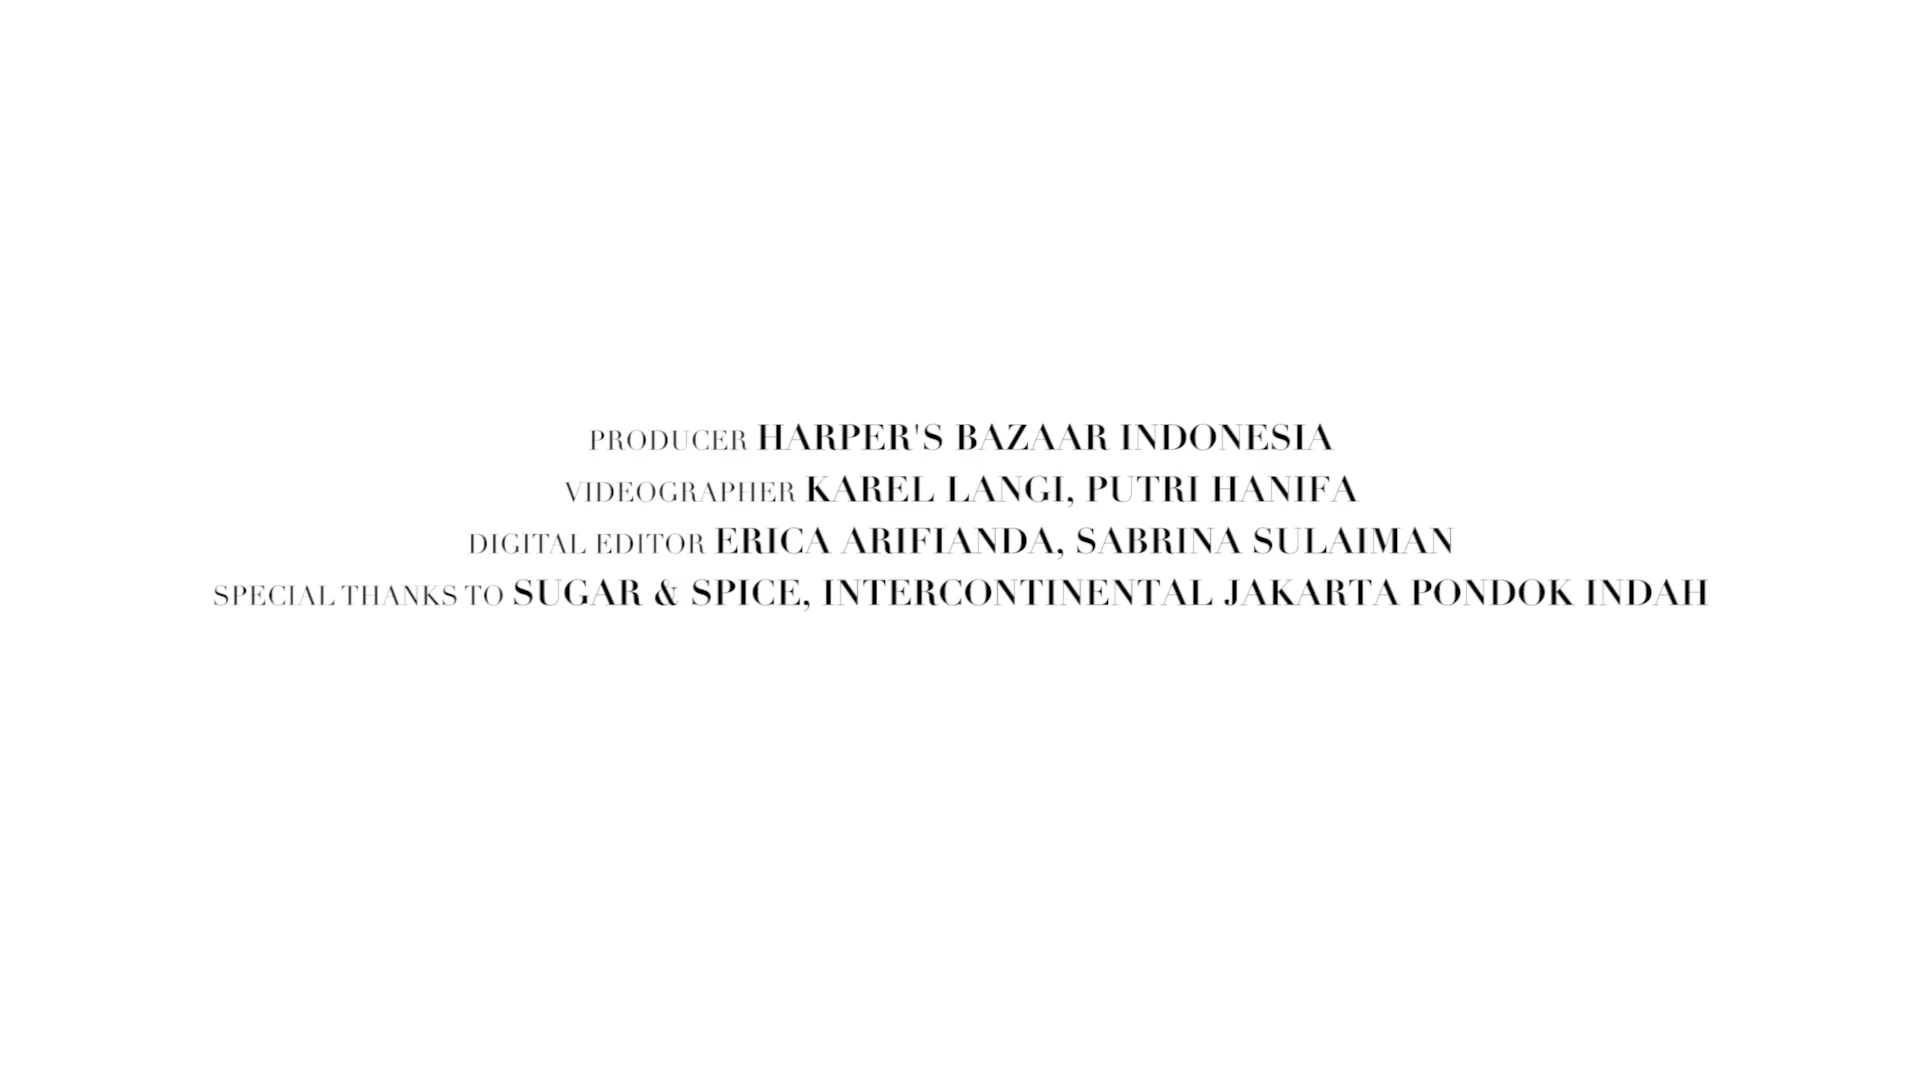 PRODUCER HARPER'S BAZAAR INDONESIA
VIDEOGRAPHER KAREL LANGI, PUTRI HANIFA
DIGITAL EDITOR ERICA ARIFIANDA, SABRINA SULAIMAN
SPECIAL THANKS TO SUGAR & SPICE, INTERCONTINENTAL JAKARTA PONDOK INDAH